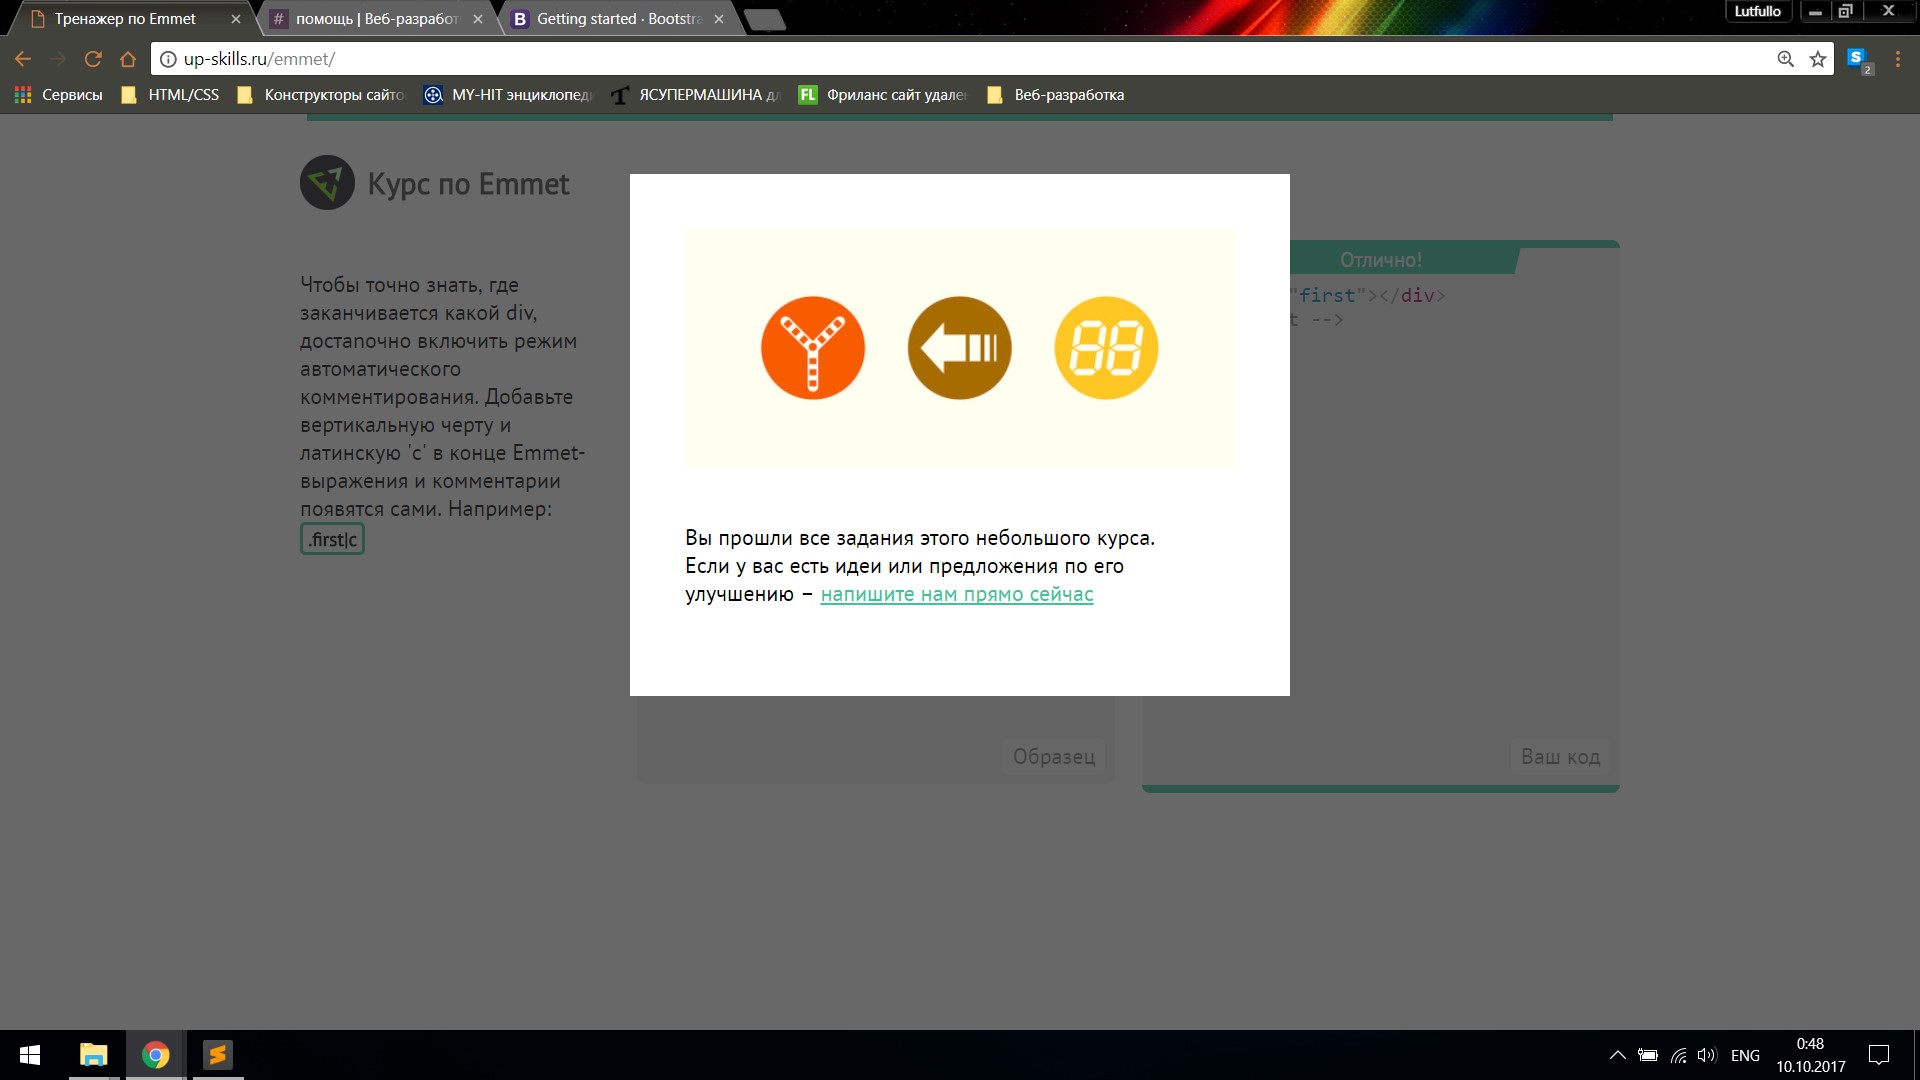 Тренажер по Emmet
помощь | Веб-разработ
Getting started · Bootstra
Lutfullo
up-skills.ru/emmet/
Сервисы
HTML/CSS
Конструкторы сайто
MY-HIT энциклопеди
ЯСУПЕРМАШИНА дл
FL
Фриланс сайт удале
Веб-разработка
Курс по Emmet
Чтобы точно знать, где
заканчивается какой div,
достапочно включить режим
автоматического
комментирования. Добавьте
вертикальную черту и
латинскую 'c' в конце Emmet-
выражения и комментарии
появятся сами. Например:
.first|c
Вы прошли все задания этого небольшого курса.
Если у вас есть идеи или предложения по его
улучшению – напишите нам прямо сейчас
Образец
Отлично!
"first"></div>
t -->
Ваш код
ENG
0:48
10.10.2017